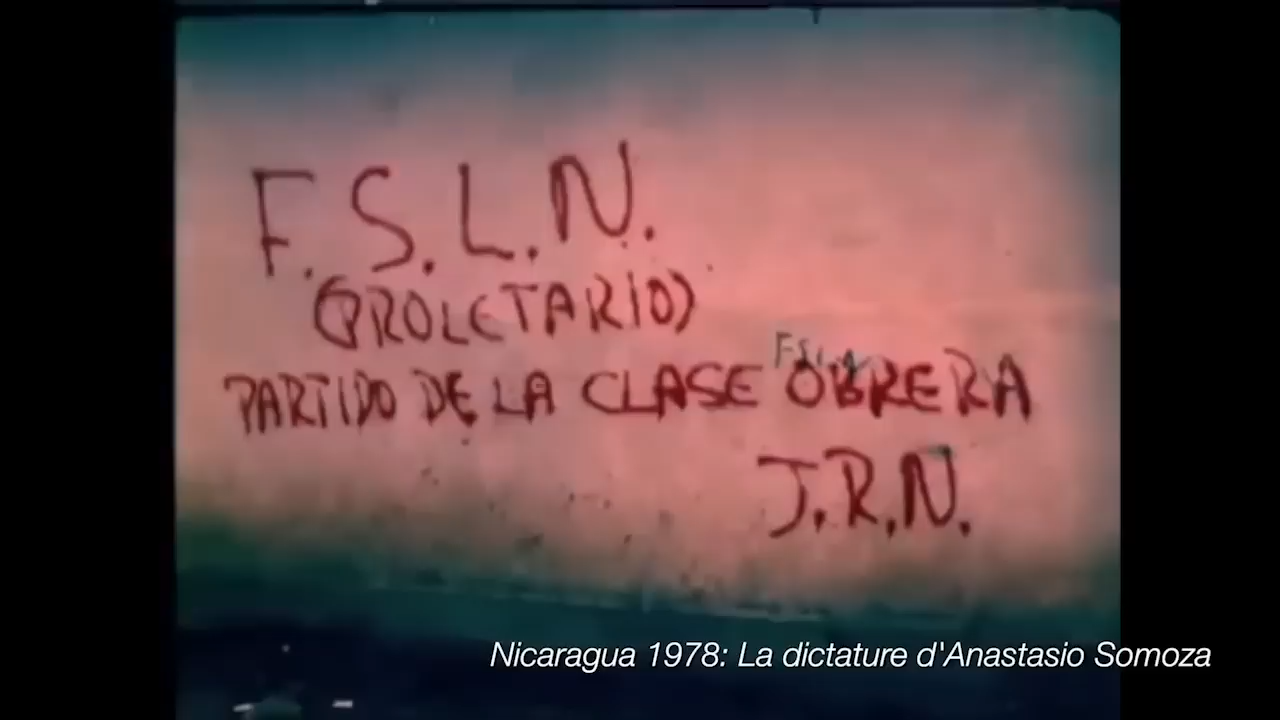 F.S.L.N.
(PROLETARIO)
F.S.L.N
PARTIDO DE LA CLASE OBRERA
J.R.N.
Nicaragua 1978: La dictature d'Anastasio Somoza